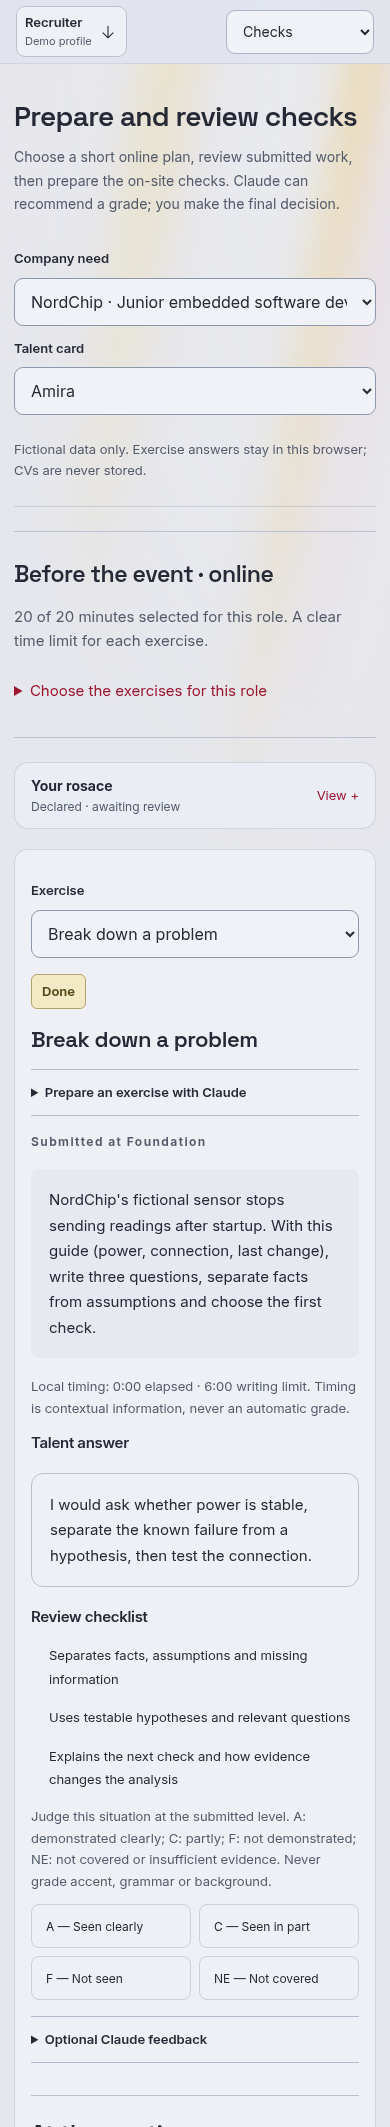 Recruiter
Demo profile
Checks
Prepare and review checks
Choose a short online plan, review submitted work,
then prepare the on-site checks. Claude can
recommend a grade; you make the final decision.
Company need
NordChip · Junior embedded software dev
Talent card
Amira
Fictional data only. Exercise answers stay in this browser;
CVs are never stored.
Before the event · online
20 of 20 minutes selected for this role. A clear
time limit for each exercise.
Choose the exercises for this role
Your rosace
Declared · awaiting review
View +
Exercise
Break down a problem
Done
Break down a problem
Prepare an exercise with Claude
Submitted at Foundation
NordChip's fictional sensor stops
sending readings after startup. With this
guide (power, connection, last change),
write three questions, separate facts
from assumptions and choose the first
check.
Local timing: 0:00 elapsed · 6:00 writing limit. Timing
is contextual information, never an automatic grade.
Talent answer
I would ask whether power is stable,
separate the known failure from a
hypothesis, then test the connection.
Review checklist
Separates facts, assumptions and missing
information
Uses testable hypotheses and relevant questions
Explains the next check and how evidence
changes the analysis
Judge this situation at the submitted level. A:
demonstrated clearly; C: partly; F: not demonstrated;
NE: not covered or insufficient evidence. Never
grade accent, grammar or background.
A — Seen clearly
C — Seen in part
F — Not seen
NE — Not covered
Optional Claude feedback